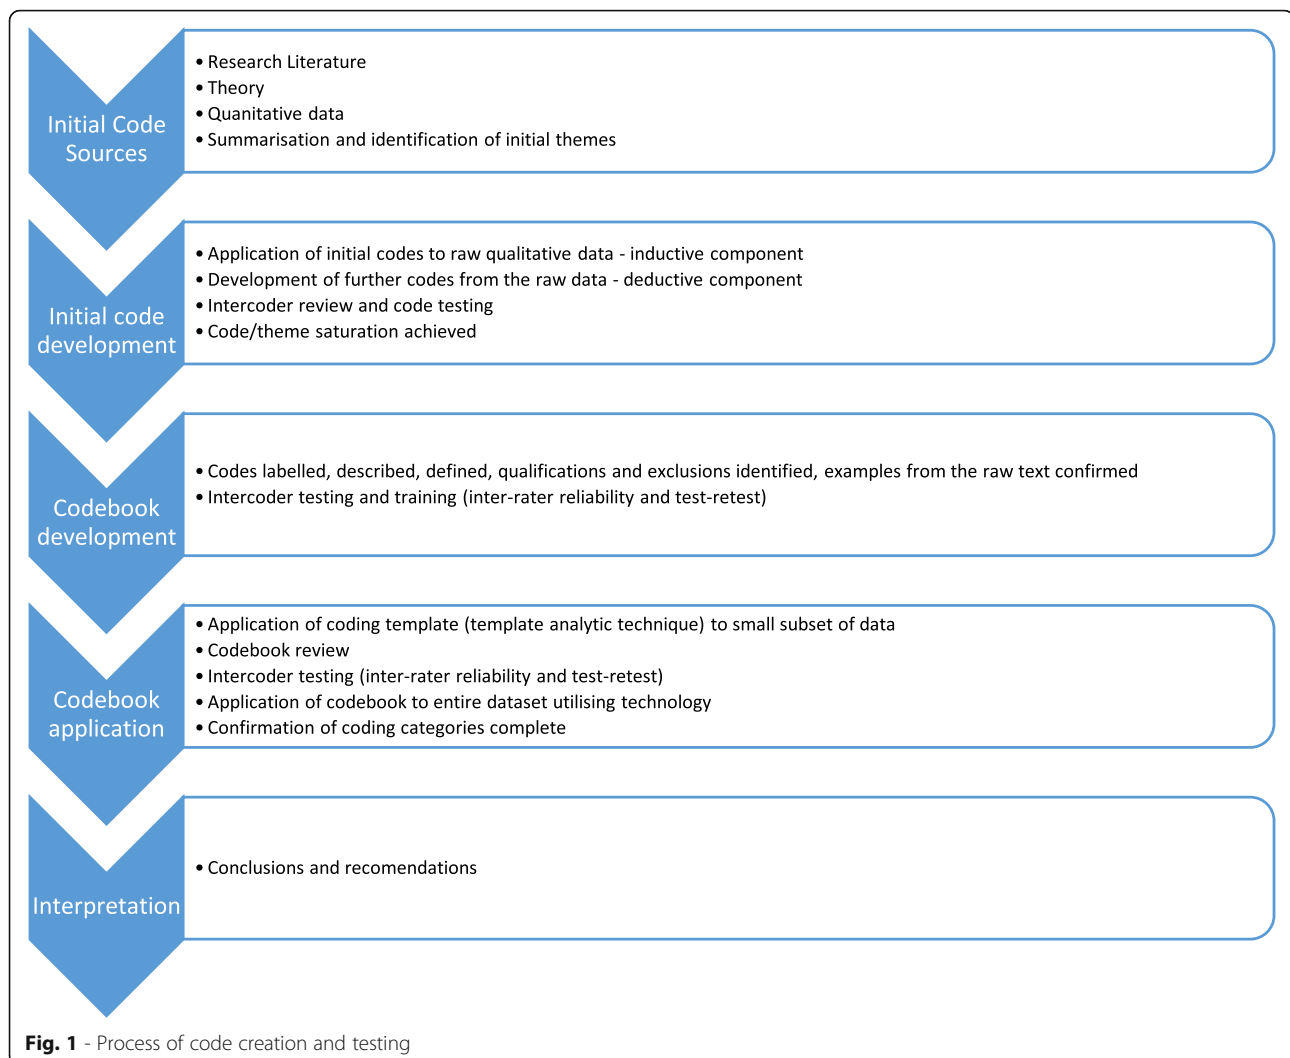 Initial Code
Sources
• Research Literature
• Theory
• Quanitative data
• Summarisation and identification of initial themes
Initial code
development
• Application of initial codes to raw qualitative data - inductive component
• Development of further codes from the raw data - deductive component
• Intercoder review and code testing
• Code/theme saturation achieved
Codebook
development
• Codes labelled, described, defined, qualifications and exclusions identified, examples from the raw text confirmed
• Intercoder testing and training (inter-rater reliability and test-retest)
Codebook
application
• Application of coding template (template analytic technique) to small subset of data
• Codebook review
• Intercoder testing (inter-rater reliability and test-retest)
• Application of codebook to entire dataset utilising technology
• Confirmation of coding categories complete
Interpretation
• Conclusions and recomendations
Fig. 1 - Process of code creation and testing